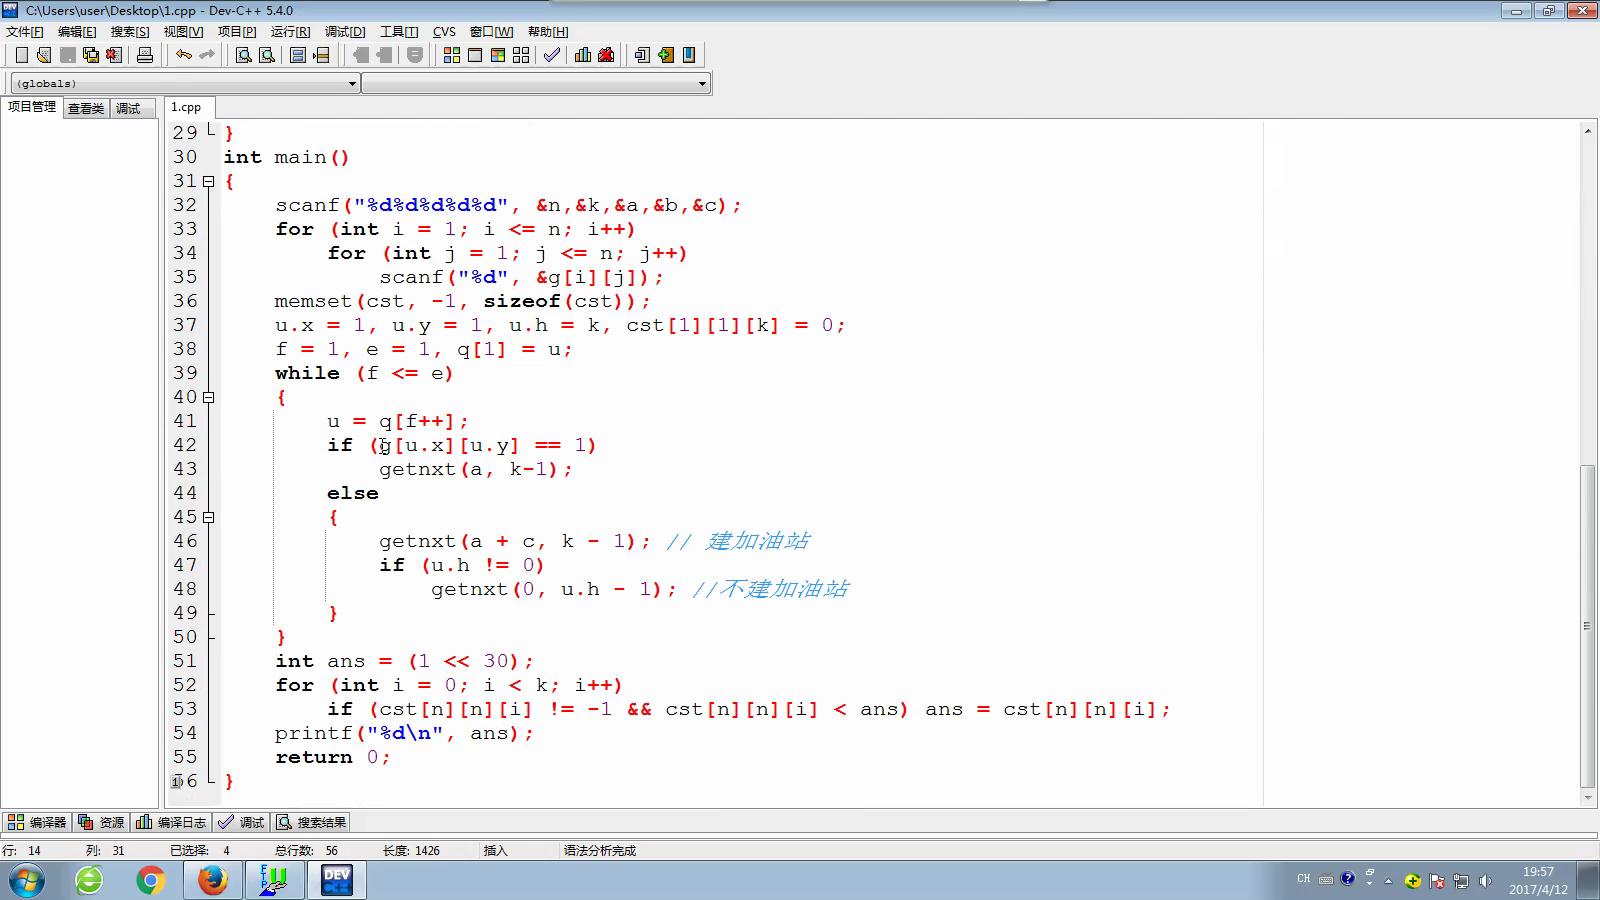 C:\Users\user\Desktop\1.cpp - Dev-C++ 5.4.0
文件[F] 编辑[E] 搜索[S] 视图[V] 项目[P] 运行[R] 调试[D] 工具[T] CVS 窗口[W] 帮助[H]
(globals)
项目管理 查看类 调试 1.cpp
29 }
30 int main()
31 {
32 scanf("%d%d%d%d%d", &n,&k,&a,&b,&c);
33 for (int i = 1; i <= n; i++)
34 for (int j = 1; j <= n; j++)
35 scanf("%d", &g[i][j]);
36 memset(cst, -1, sizeof(cst));
37 u.x = 1, u.y = 1, u.h = k, cst[1][1][k] = 0;
38 f = 1, e = 1, q[1] = u;
39 while (f <= e)
40 {
41 u = q[f++];
42 if (g[u.x][u.y] == 1)
43 getnxt(a, k-1);
44 else
45 {
46 getnxt(a + c, k - 1); // 建加油站
47 if (u.h != 0)
48 getnxt(0, u.h - 1); //不建加油站
49 }
50 }
51 int ans = (1 << 30);
52 for (int i = 0; i < k; i++)
53 if (cst[n][n][i] != -1 && cst[n][n][i] < ans) ans = cst[n][n][i];
54 printf("%d\n", ans);
55 return 0;
56 }
编译器 资源 编译日志 调试 搜索结果
行: 14 列: 31 已选择: 4 总行数: 56 长度: 1426 插入 语法分析完成
FTP U DEV C++ CH 19:57
2017/4/12